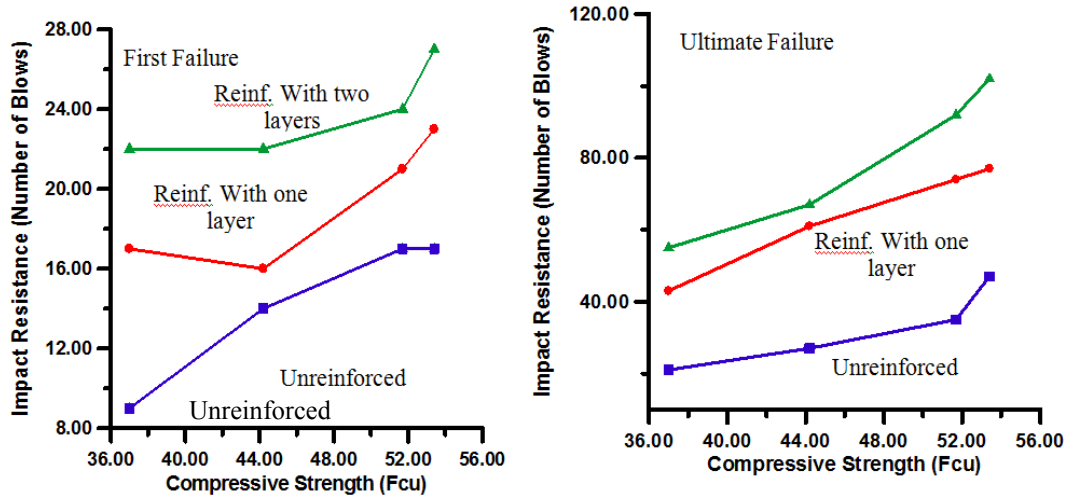 Impact Resistance (Number of Blows)
28.00
24.00
20.00
16.00
12.00
8.00
First Failure
Reinf. With two
layers
Reinf. With one
layer
Unreinforced
Unreinforced
36.00 40.00 44.00 48.00 52.00 56.00
Compressive Strength (Fcu)
Impact Resistance (Number of Blows)
120.00
80.00
40.00
Ultimate Failure
Reinf. With one
layer
Unreinforced
36.00 40.00 44.00 48.00 52.00 56.00
Compressive Strength (Fcu)